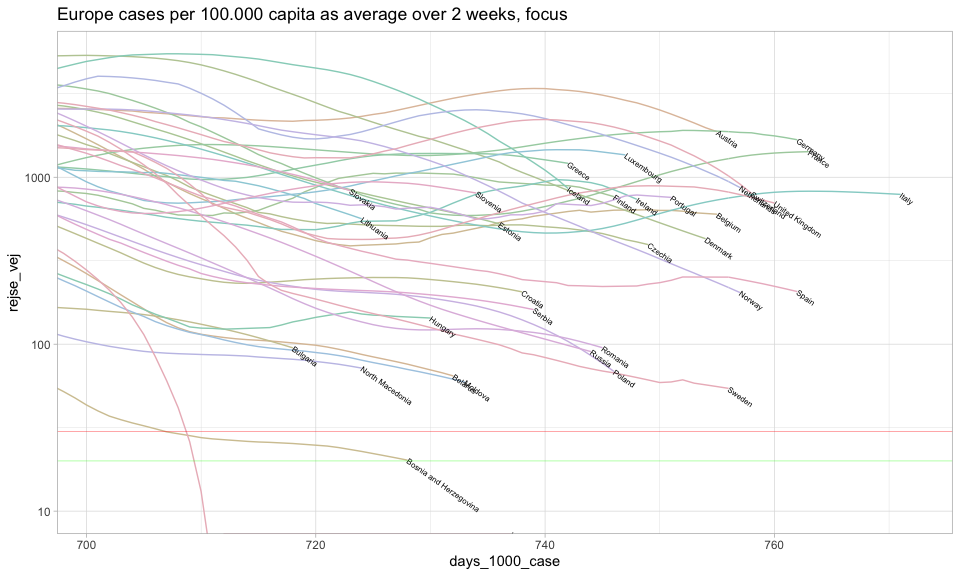 Europe cases per 100.000 capita as average over 2 weeks, focus
rejse_vej
1000
100
10
Austria
Germany
France
Luxembourg
Greece
Iceland
Finland
Ireland
Portugal
United Kingdom
Italy
Slovakia
Lithuania
Slovenia
Estonia
Belgium
Denmark
Czechia
Norway
Spain
Croatia
Serbia
Hungary
Romania
Russia
Poland
Bulgaria
North Macedonia
Belarus
Moldova
Sweden
Bosnia and Herzegovina
700
720
740
760
days_1000_case